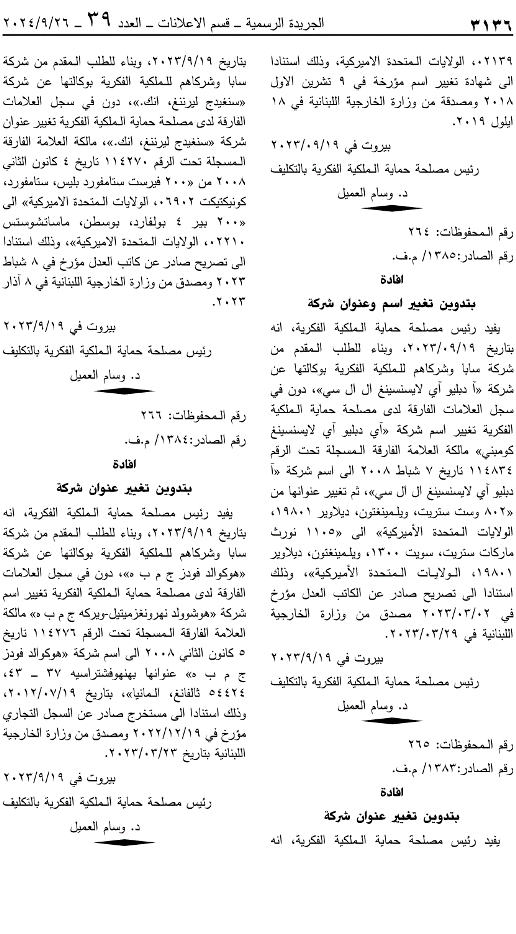 ٣١٣٦
الجريدة الرسمية ــ قسم الاعلانات ــ العدد ٣٩ ــ ٢٠٢٤/٩/٢٦
٠٢١٣٩، الولايات المتحدة الاميركية، وذلك استنادا
الى شهادة تغيير اسم مؤرخة في ٩ تشرين الاول
٢٠١٨ ومصدقة من وزارة الخارجية اللبنانية في ١٨
ايلول ٢٠١٩.
بيروت في ٢٠٢٣/٠٩/١٩
رئيس مصلحة حماية الملكية الفكرية بالتكليف
د. وسام العميل
رقم المحفوظات: ٢٦٤
رقم الصادر:١٣٨٥/ م.ف.
افادة
بتدوين تغيير اسم وعنوان شركة
يفيد رئيس مصلحة حماية الملكية الفكرية، انه
بتاريخ ٢٠٢٣/٠٩/١٩، وبناء للطلب المقدم من
شركة سابا وشركاهم للملكية الفكرية بوكالتها عن
شركة «أ دبليو آي لايسنسينغ ال ال سي»، دون في
سجل العلامات الفارقة لدى مصلحة حماية الملكية
الفكرية تغيير اسم شركة «آي دبليو آي لايسنسينغ
كومبني» مالكة العلامة الفارقة المسجلة تحت الرقم
١١٤٨٣٤ تاريخ ٧ شباط ٢٠٠٨ الى اسم شركة «أ
دبليو آي لايسنسينغ ال ال سي»، ثم تغيير عنوانها من
«٨٠٢ وست ستريت، ويلمينغتون، ديلاوير ١٩٨٠١،
الولايات المتحدة الأميركية» الى «١١٠٥ نورث
ماركات ستريت، سويت ١٣٠٠، ويلمينغتون، ديلاوير
١٩٨٠١، الولايات المتحدة الأميركية»، وذلك
استنادا الى تصريح صادر عن الكاتب العدل مؤرخ
في ٢٠٢٣/٠٣/٠٢ مصدق من وزارة الخارجية
اللبنانية في ٢٠٢٣/٠٣/٢٩.
بيروت في ٢٠٢٣/٩/١٩
رئيس مصلحة حماية الملكية الفكرية بالتكليف
د. وسام العميل
رقم المحفوظات: ٢٦٥
رقم الصادر:١٣٨٣/ م.ف.
افادة
بتدوين تغيير عنوان شركة
يفيد رئيس مصلحة حماية الملكية الفكرية، انه
بتاريخ ٢٠٢٣/٩/١٩، وبناء للطلب المقدم من شركة
سابا وشركاهم للملكية الفكرية بوكالتها عن شركة
«سنغيدج ليرننغ، انك.»، دون في سجل العلامات
الفارقة لدى مصلحة حماية الملكية الفكرية تغيير عنوان
شركة «سنغيدج ليرننغ، انك.»، مالكة العلامة الفارقة
المسجلة تحت الرقم ١١٤٢٧٠ تاريخ ٤ كانون الثاني
٢٠٠٨ من «٢٠٠ فيرست ستامفورد بليس، ستامفورد،
كونيكتيكت ٠٦٩٠٢، الولايات المتحدة الاميركية» الى
«٢٠٠ بيير ٤ بولفارد، بوسطن، ماساتشوستس
٠٢٢١٠، الولايات المتحدة الاميركية»، وذلك استنادا
الى تصريح صادر عن كاتب العدل مؤرخ في ٨ شباط
٢٠٢٣ ومصدق من وزارة الخارجية اللبنانية في ٨ آذار
٢٠٢٣.
بيروت في ٢٠٢٣/٩/١٩
رئيس مصلحة حماية الملكية الفكرية بالتكليف
د. وسام العميل
رقم المحفوظات: ٢٦٦
رقم الصادر:١٣٨٤/ م.ف.
افادة
بتدوين تغيير عنوان شركة
يفيد رئيس مصلحة حماية الملكية الفكرية، انه
بتاريخ ٢٠٢٣/٩/١٩، وبناء للطلب المقدم من شركة
سابا وشركاهم للملكية الفكرية بوكالتها عن شركة
«هوكوالد فودز ج م ب ه»، دون في سجل العلامات
الفارقة لدى مصلحة حماية الملكية الفكرية تغيير اسم
شركة «هوشوولد نهرونغزميتيل-ويركه ج م ب ه» مالكة
العلامة الفارقة المسجلة تحت الرقم ١١٤٢٧٦ تاريخ
٥ كانون الثاني ٢٠٠٨ الى اسم شركة «هوكوالد فودز
ج م ب ه» عنوانها بهنهوفشتراسيه ٣٧ ــ ٤٣،
٥٤٤٢٤ ثالفانغ، المانيا»، بتاريخ ٢٠١٢/٠٧/١٩،
وذلك استنادا الى مستخرج صادر عن السجل التجاري
مؤرخ في ٢٠٢٢/١٢/١٩ ومصدق من وزارة الخارجية
اللبنانية بتاريخ ٢٠٢٣/٠٣/٢٣.
بيروت في ٢٠٢٣/٩/١٩
رئيس مصلحة حماية الملكية الفكرية بالتكليف
د. وسام العميل